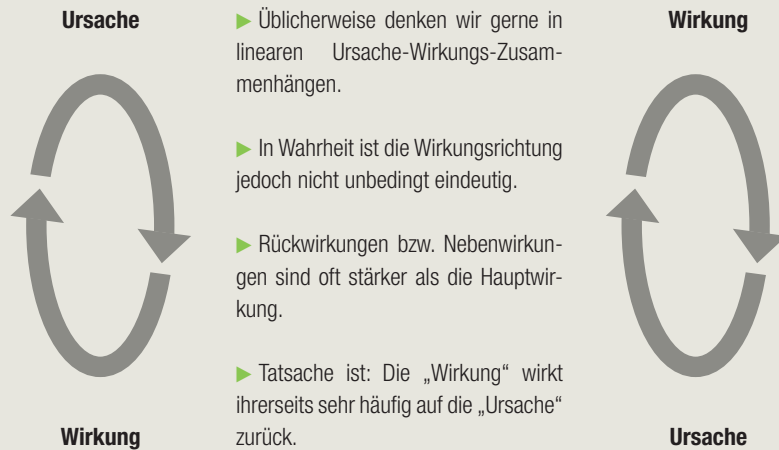 Ursache
Wirkung
▶ Üblicherweise denken wir gerne in
linearen Ursache-Wirkungs-Zusam-
menhängen.
▶ In Wahrheit ist die Wirkungsrichtung
jedoch nicht unbedingt eindeutig.
▶ Rückwirkungen bzw. Nebenwirkun-
gen sind oft stärker als die Hauptwir-
kung.
▶ Tatsache ist: Die „Wirkung“ wirkt
ihrerseits sehr häufig auf die „Ursache“
zurück.
Wirkung
Ursache